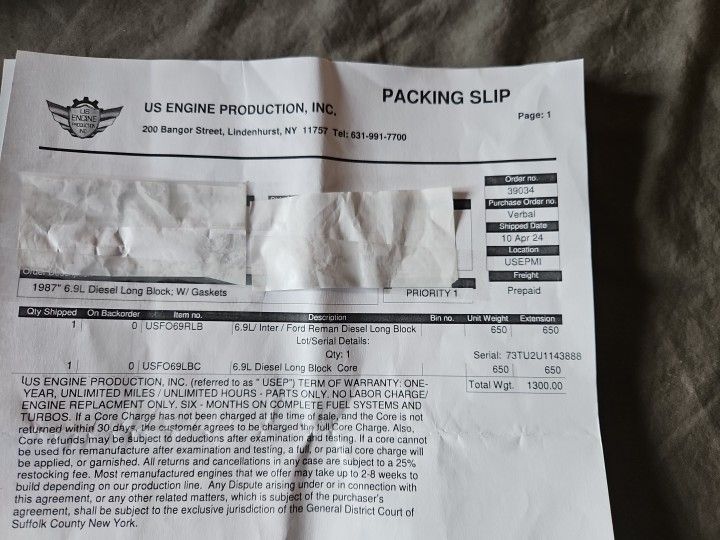 US
ENGINE
PRODUCTION
INC
US ENGINE PRODUCTION, INC.
PACKING SLIP
200 Bangor Street, Lindenhurst, NY 11757 Tel: 631-991-7700
Page: 1
Order no.
39034
Purchase Order no.
Verbal
Shipped Date
10 Apr 24
Location
USEPMI
Freight
Prepaid
1987" 6.9L Diesel Long Block; W/ Gaskets
PRIORITY 1
Qty Shipped On Backorder Item no. Description Bin no. Unit Weight Extension
1 0 USFO69RLB 6.9L/ Inter / Ford Reman Diesel Long Block 650 650
Lot/Serial Details:
Qty: 1 Serial: 73TU2U1143888
1 0 USFO69LBC 6.9L Diesel Long Block Core 650 650
Total Wgt. 1300.00
US ENGINE PRODUCTION, INC. (referred to as " USEP") TERM OF WARRANTY: ONE-
YEAR, UNLIMITED MILES / UNLIMITED HOURS - PARTS ONLY. NO LABOR CHARGE/
ENGINE REPLACMENT ONLY. SIX - MONTHS ON COMPLETE FUEL SYSTEMS AND
TURBOS. If a Core Charge has not been charged at the time of sale, and the Core is not
returned within 30 days, the customer agrees to be charged the full Core Charge. Also,
Core refunds may be subject to deductions after examination and testing. If a core cannot
be used for remanufacture after examination and testing, a full, or partial core charge will
be applied, or garnished. All returns and cancellations in any case are subject to a 25%
restocking fee. Most remanufactured engines that we offer may take up to 2-8 weeks to
build depending on our production line. Any Dispute arising under or in connection with
this agreement, or any other related matters, which is subject of the purchaser's
agreement, shall be subject to the exclusive jurisdiction of the General District Court of
Suffolk County New York.